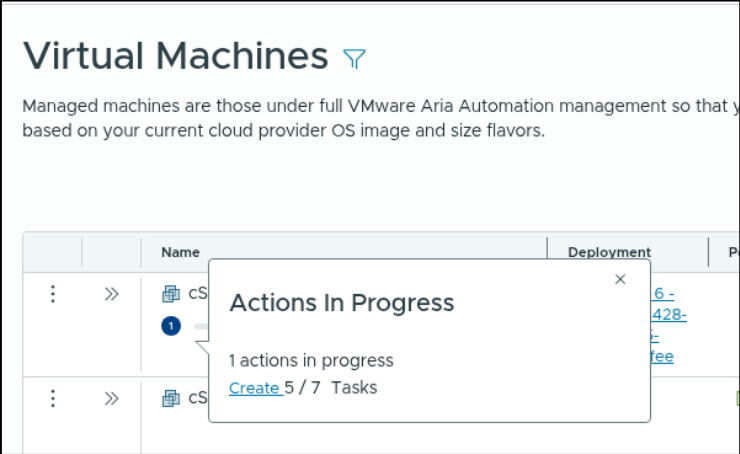 Virtual Machines
Managed machines are those under full VMware Aria Automation management so that
based on your current cloud provider OS image and size flavors.
Name Deployment
cS 6 -
1 428-
fee
Actions In Progress
1 actions in progress
Create 5 / 7 Tasks
cS